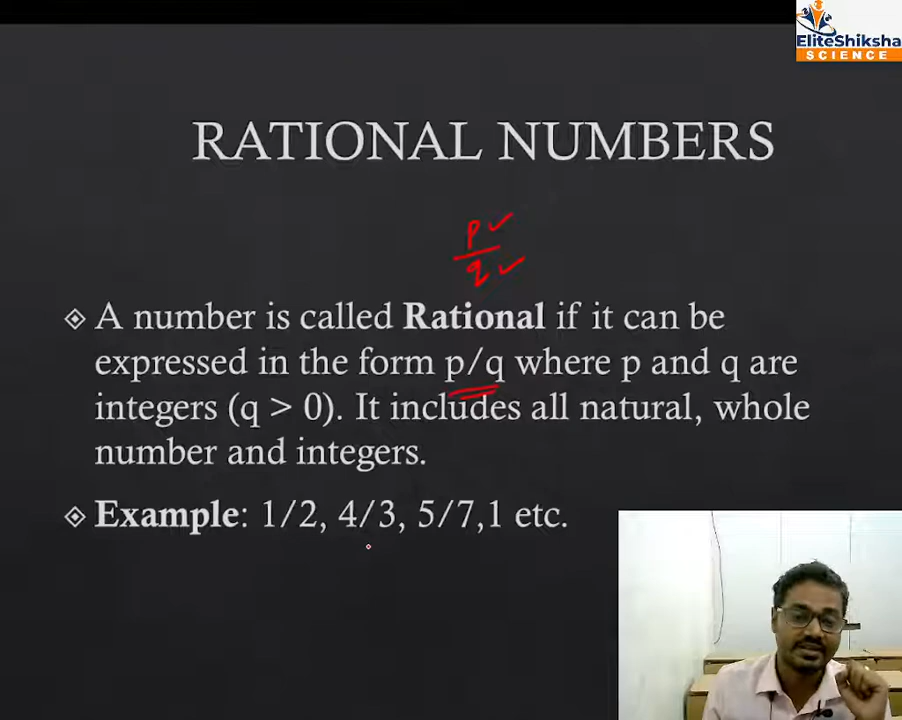 EliteShiksha
SCIENCE
RATIONAL NUMBERS
p
q
A number is called Rational if it can be
expressed in the form p/q where p and q are
integers (q > 0). It includes all natural, whole
number and integers.
Example: 1/2, 4/3, 5/7,1 etc.